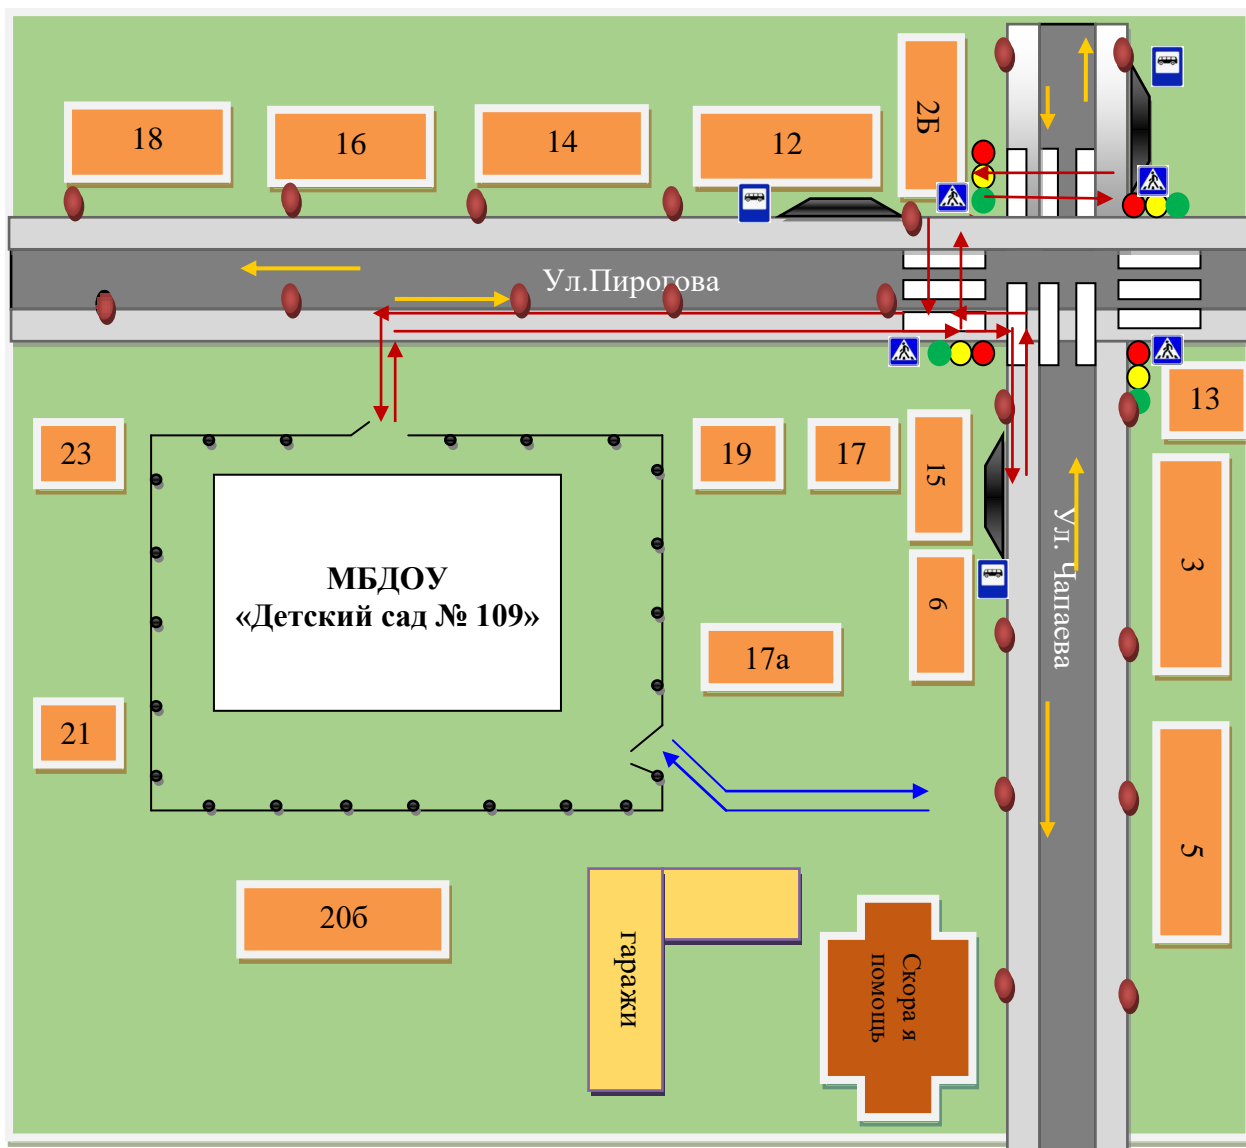 18
16
14
12
2Б
Ул.Пирогова
13
23
19
17
15
3
МБДОУ
«Детский сад № 109»
Ул. Чапаева
6
17а
21
5
20б
гаражи
Скора я
помощь